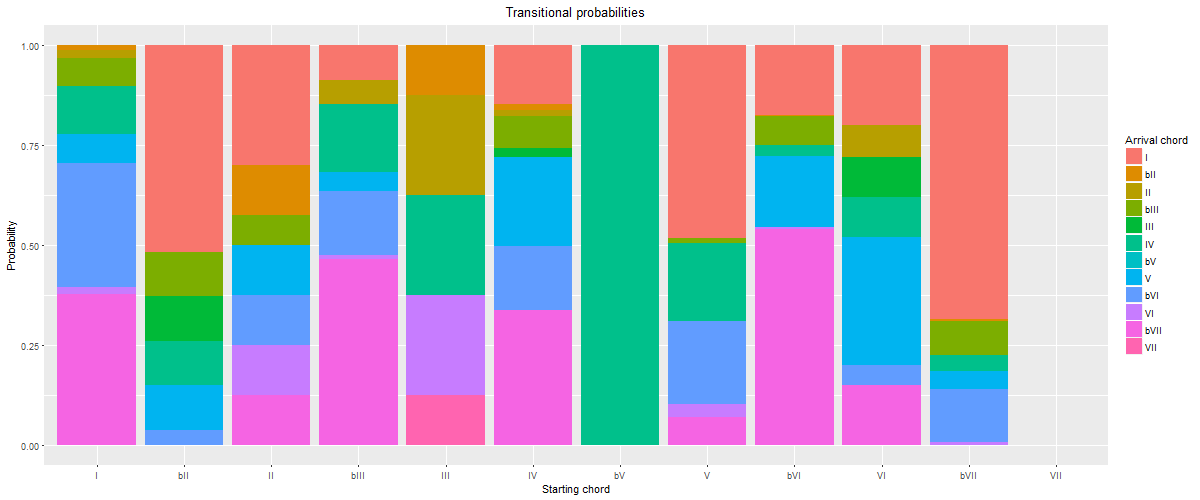 Transitional probabilities
1.00
0.75
0.50
0.25
0.00
Probability
I bII II bIII III IV bV V bVI VI bVII VII
Starting chord
Arrival chord
I
bII
II
bIII
III
IV
bV
V
bVI
VI
bVII
VII